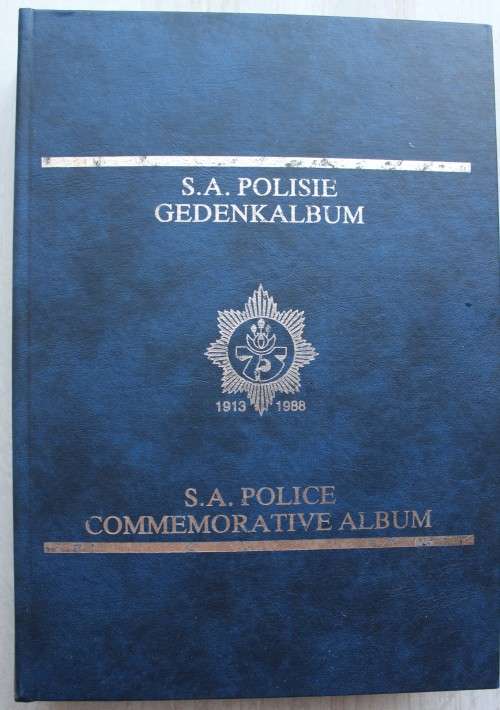 S.A. POLISIE
GEDENKALBUM
75
1913 1988
S.A. POLICE
COMMEMORATIVE ALBUM